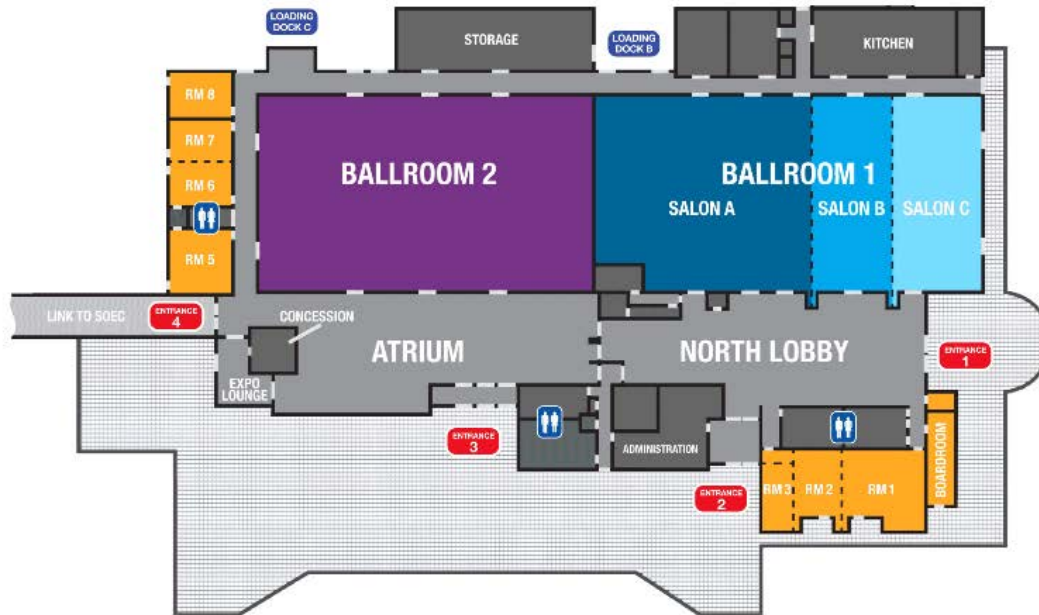 LOADING
DOCK C
STORAGE
LOADING
DOCK B
KITCHEN
RM 8
RM 7
RM 6
RM 5
BALLROOM 2
BALLROOM 1
SALON A
SALON B
SALON C
LINK TO SOEC
ENTRANCE
4
CONCESSION
ATRIUM
NORTH LOBBY
ENTRANCE
1
EXPO
LOUNGE
ENTRANCE
3
ADMINISTRATION
BOARDROOM
ENTRANCE
2
RM 3
RM 2
RM 1